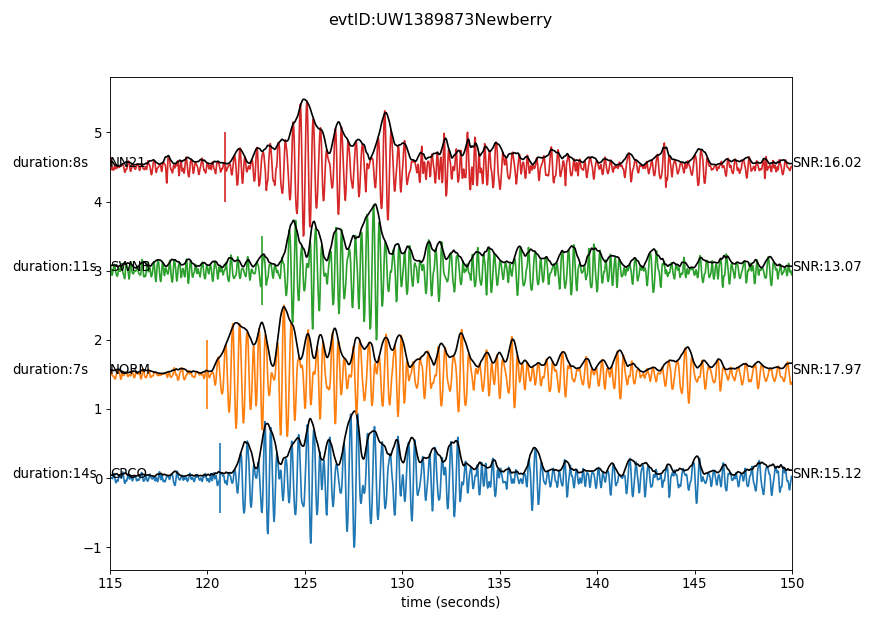 evtID:UW1389873Newberry
5
duration:8s NN21 SNR:16.02
4
duration:11s 3 SWNB SNR:13.07
2
duration:7s NORM SNR:17.97
1
duration:14s 0 CPCO SNR:15.12
−1
115 120 125 130 135 140 145 150
time (seconds)